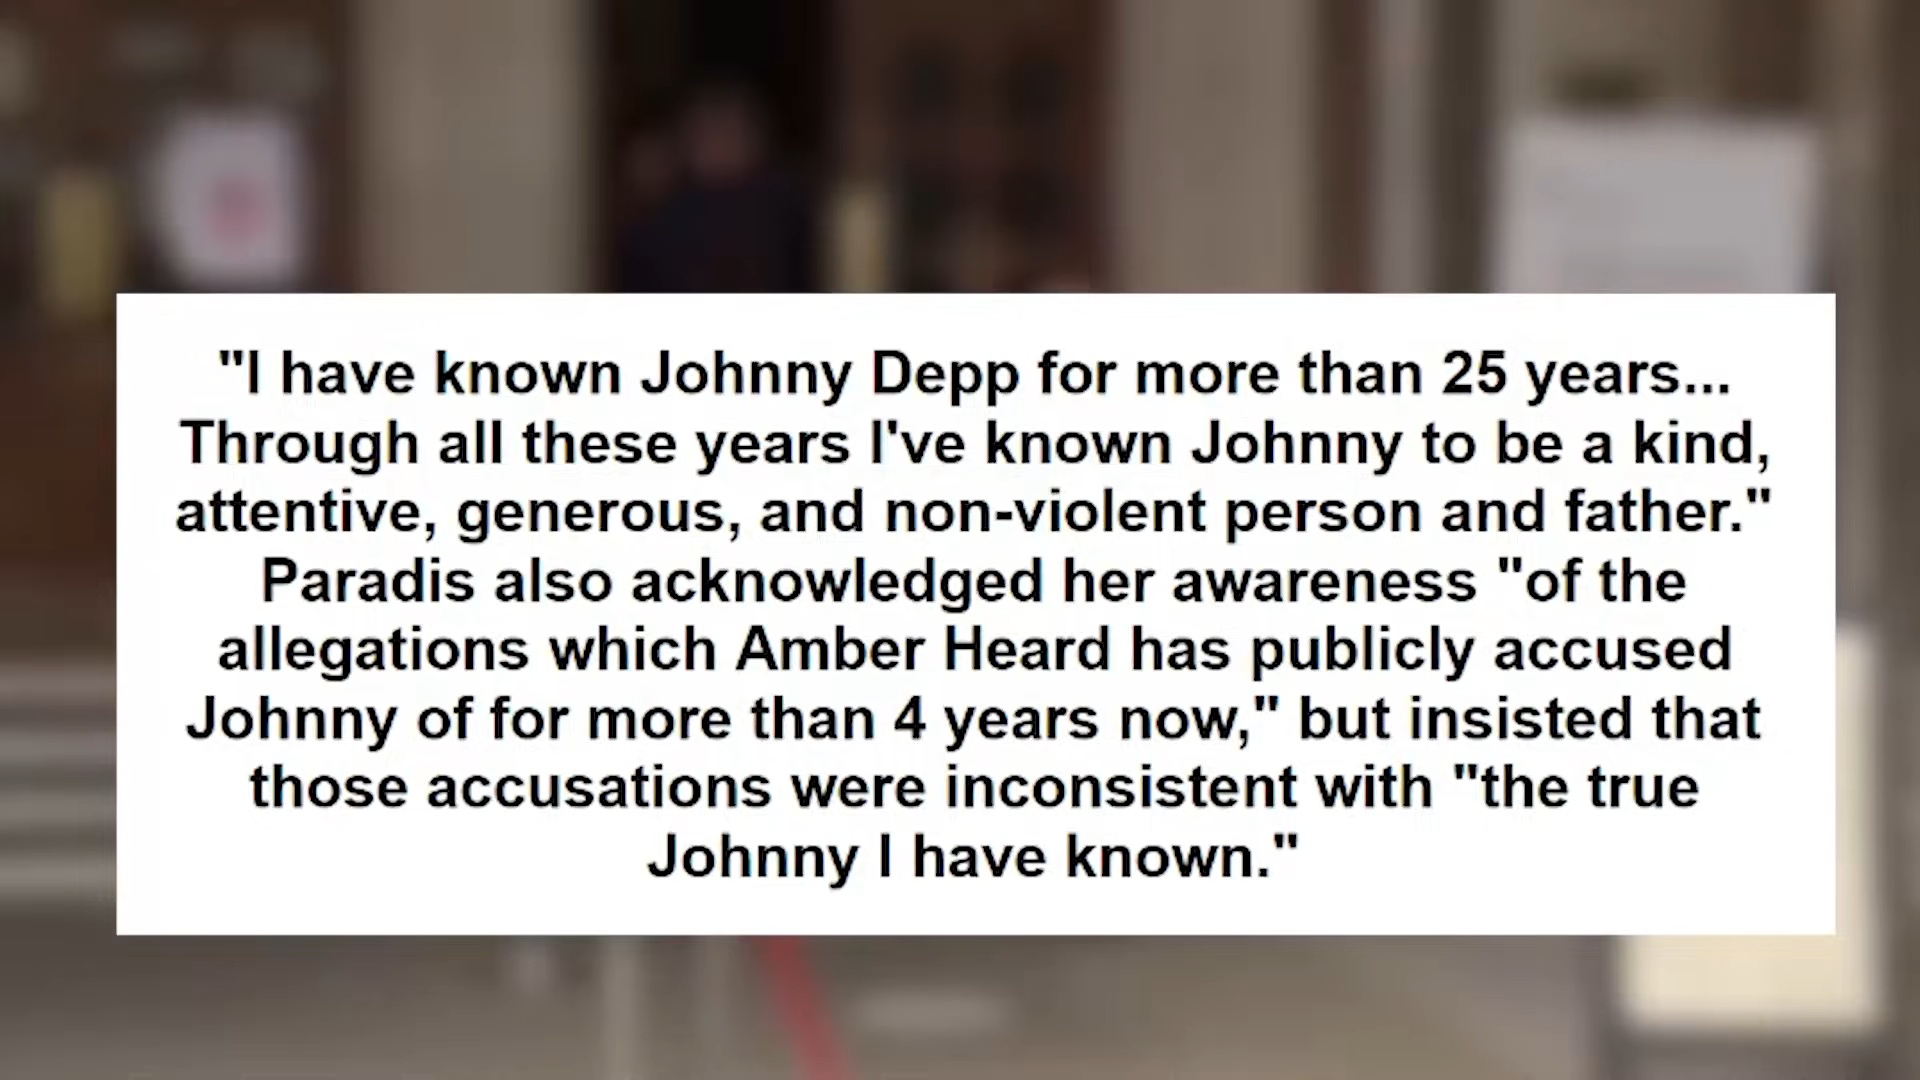 "I have known Johnny Depp for more than 25 years...
Through all these years I've known Johnny to be a kind,
attentive, generous, and non-violent person and father."
Paradis also acknowledged her awareness "of the
allegations which Amber Heard has publicly accused
Johnny of for more than 4 years now," but insisted that
those accusations were inconsistent with "the true
Johnny I have known."